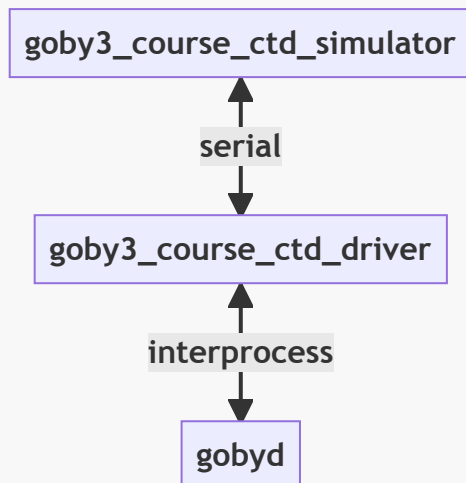 goby3_course_ctd_simulator
serial
goby3_course_ctd_driver
interprocess
gobyd